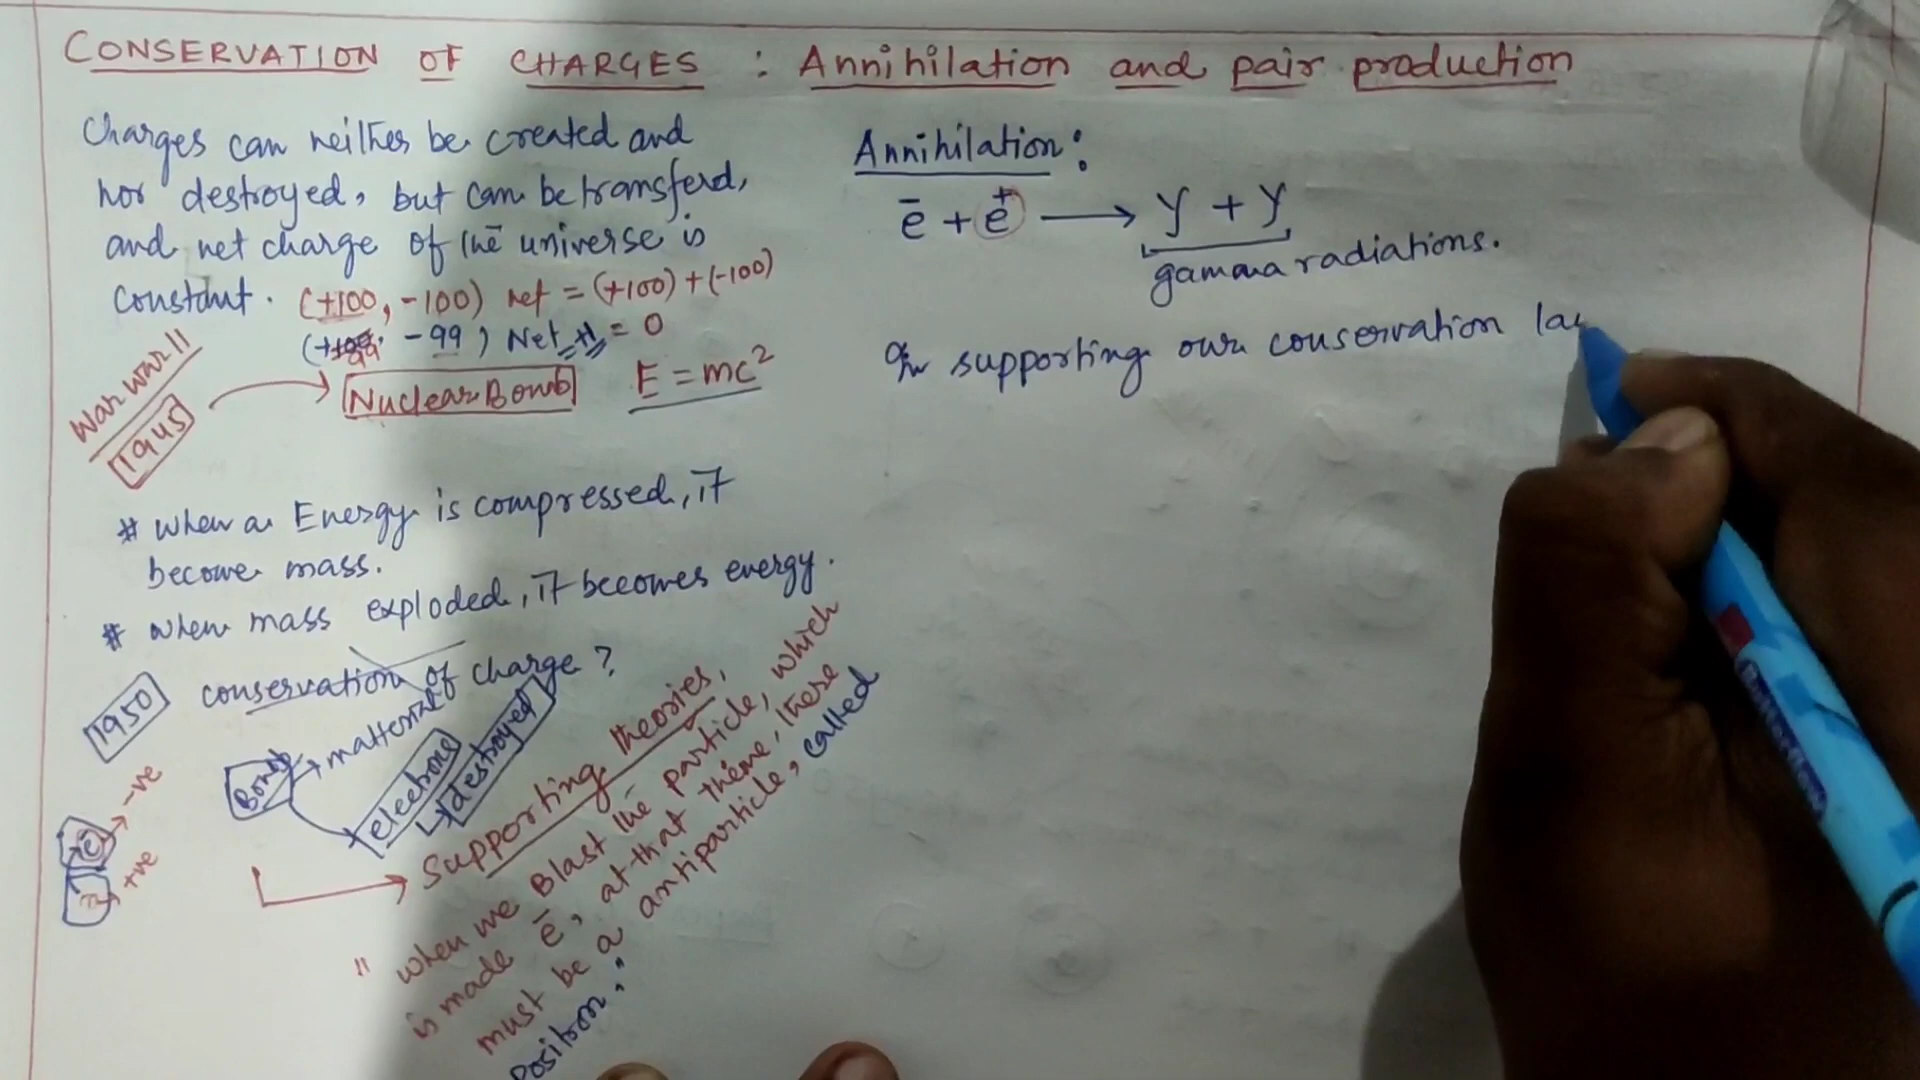 CONSERVATION OF CHARGES : Annihilation and pair production
Charges can neither be created and
nor destroyed, but can be transferd,
and net charge of the universe is
constant. (+100, -100) net = (+100) + (-100)
-99) Net = 0
War war II
1945
Nuclear Bomb
E = mc²
# when a Energy is compressed, it
become mass.
# when mass exploded, it becomes energy.
1950
conservation of charge?
Bomb
matterial
electrons
destroyed
e
-ve
+ve
Supporting theories,
" when we Blast the particle, which
is made e̅, at that theme, there
must be a antiparticle, called
Positron."
Annihilation:
e̅ + e⁺ → γ + γ
gamma radiations.
supporting our conservation law
Butterflow